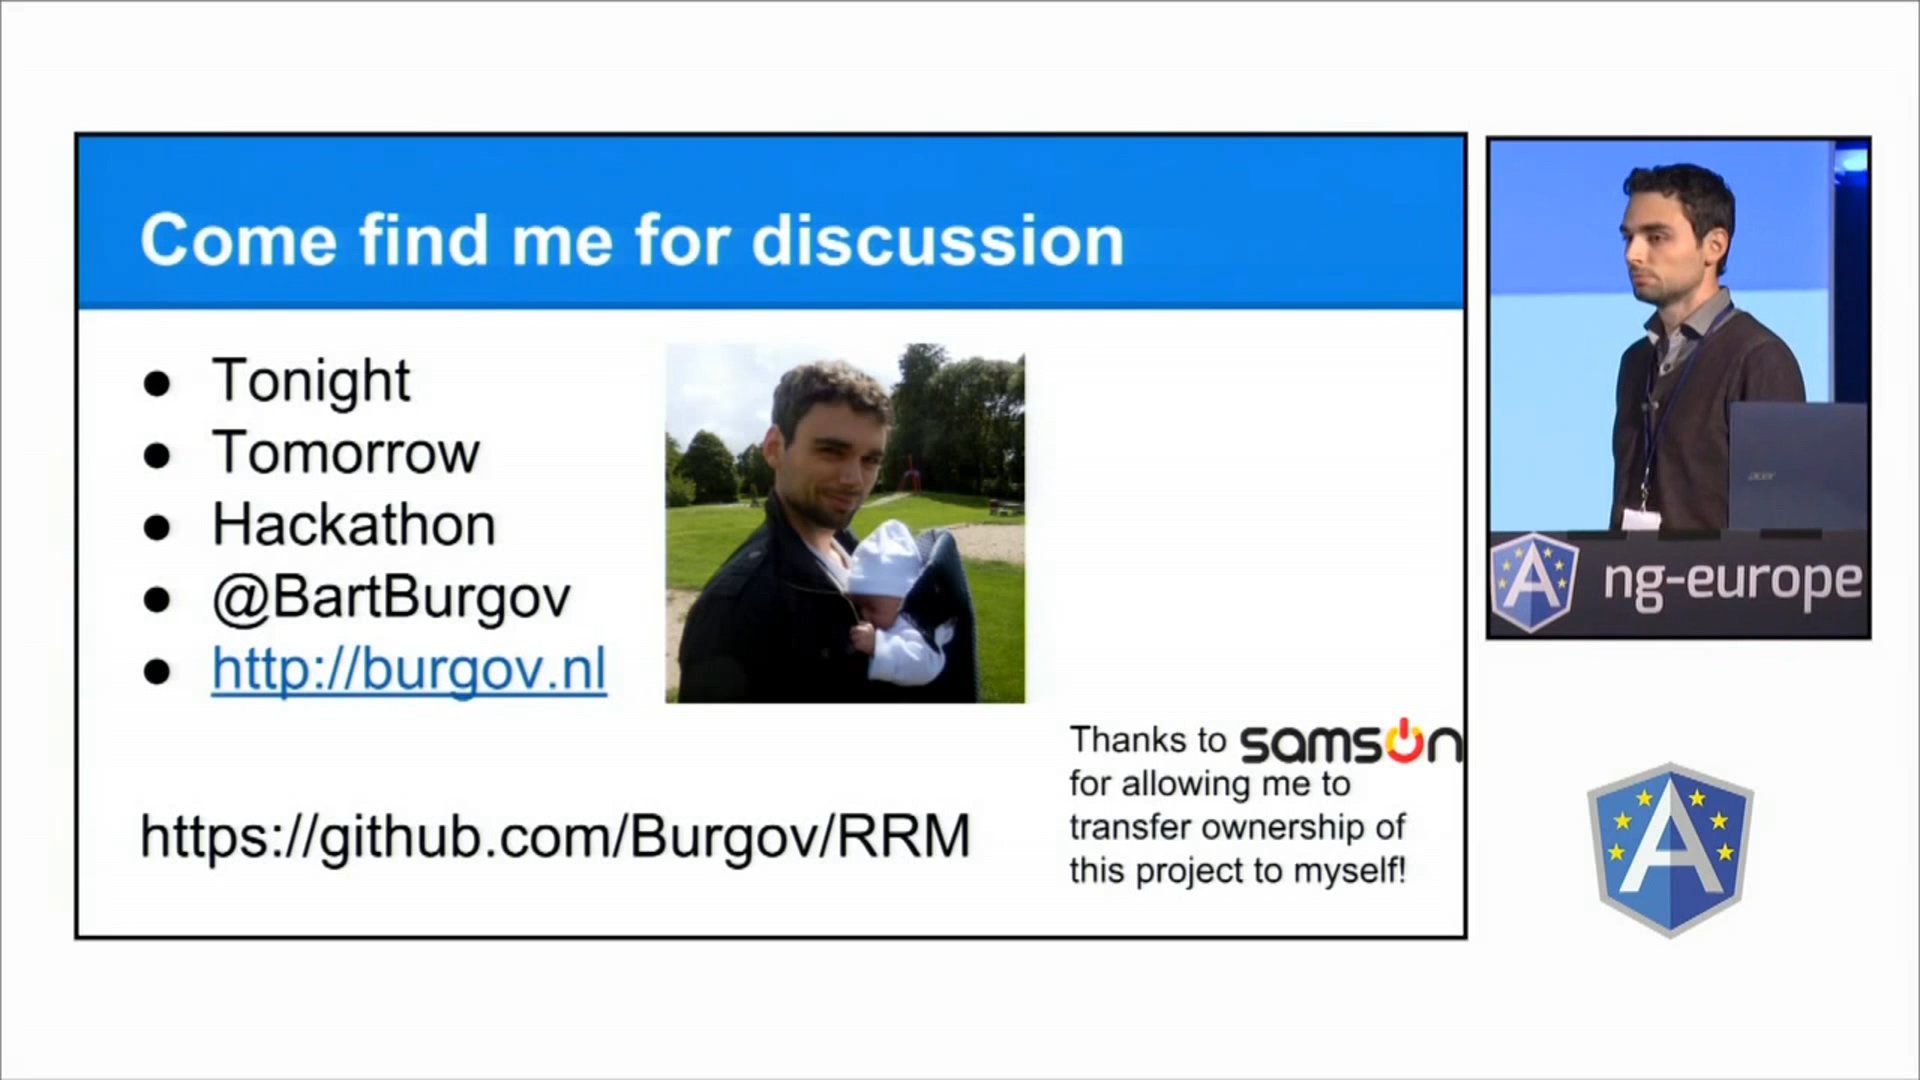 Come find me for discussion
● Tonight
● Tomorrow
● Hackathon
● @BartBurgov
● http://burgov.nl
https://github.com/Burgov/RRM
Thanks to samson
for allowing me to
transfer ownership of
this project to myself!
acer
ng-europe